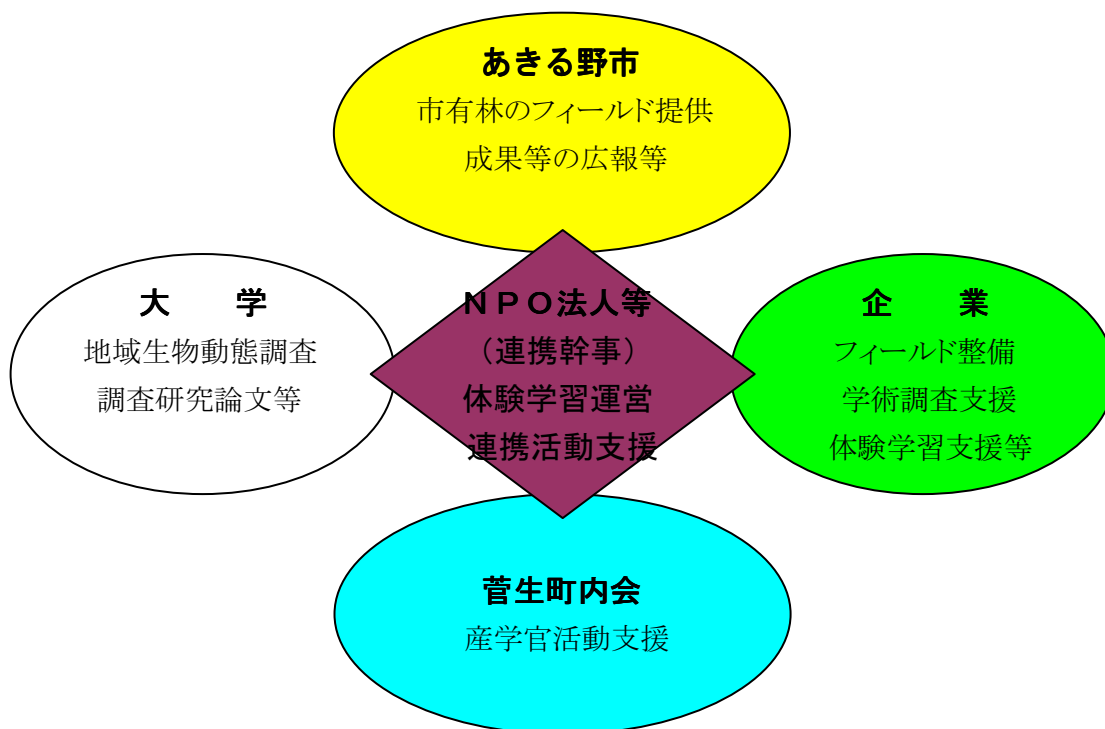 あきる野市
市有林のフィールド提供
成果等の広報等
大　　学
地域生物動態調査
調査研究論文等
ＮＰＯ法人等
（連携幹事）
体験学習運営
連携活動支援
企　　業
フィールド整備
学術調査支援
体験学習支援等
菅生町内会
産学官活動支援